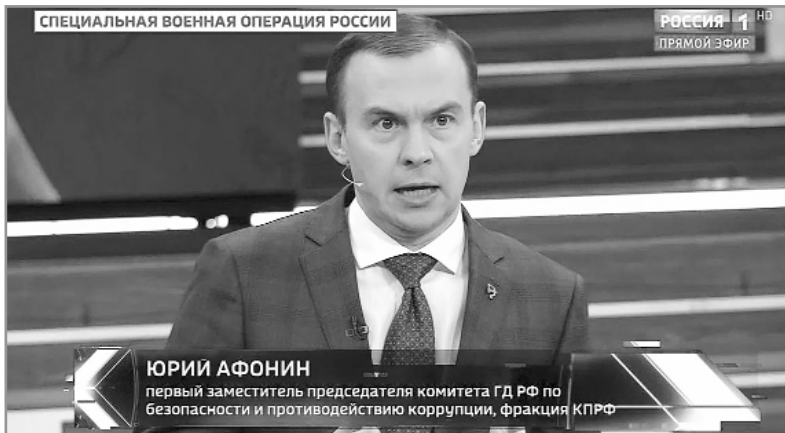 СПЕЦИАЛЬНАЯ ВОЕННАЯ ОПЕРАЦИЯ РОССИИ
РОССИЯ 1 HD
ПРЯМОЙ ЭФИР
ЮРИЙ АФОНИН
первый заместитель председателя комитета ГД РФ по
безопасности и противодействию коррупции, фракция КПРФ